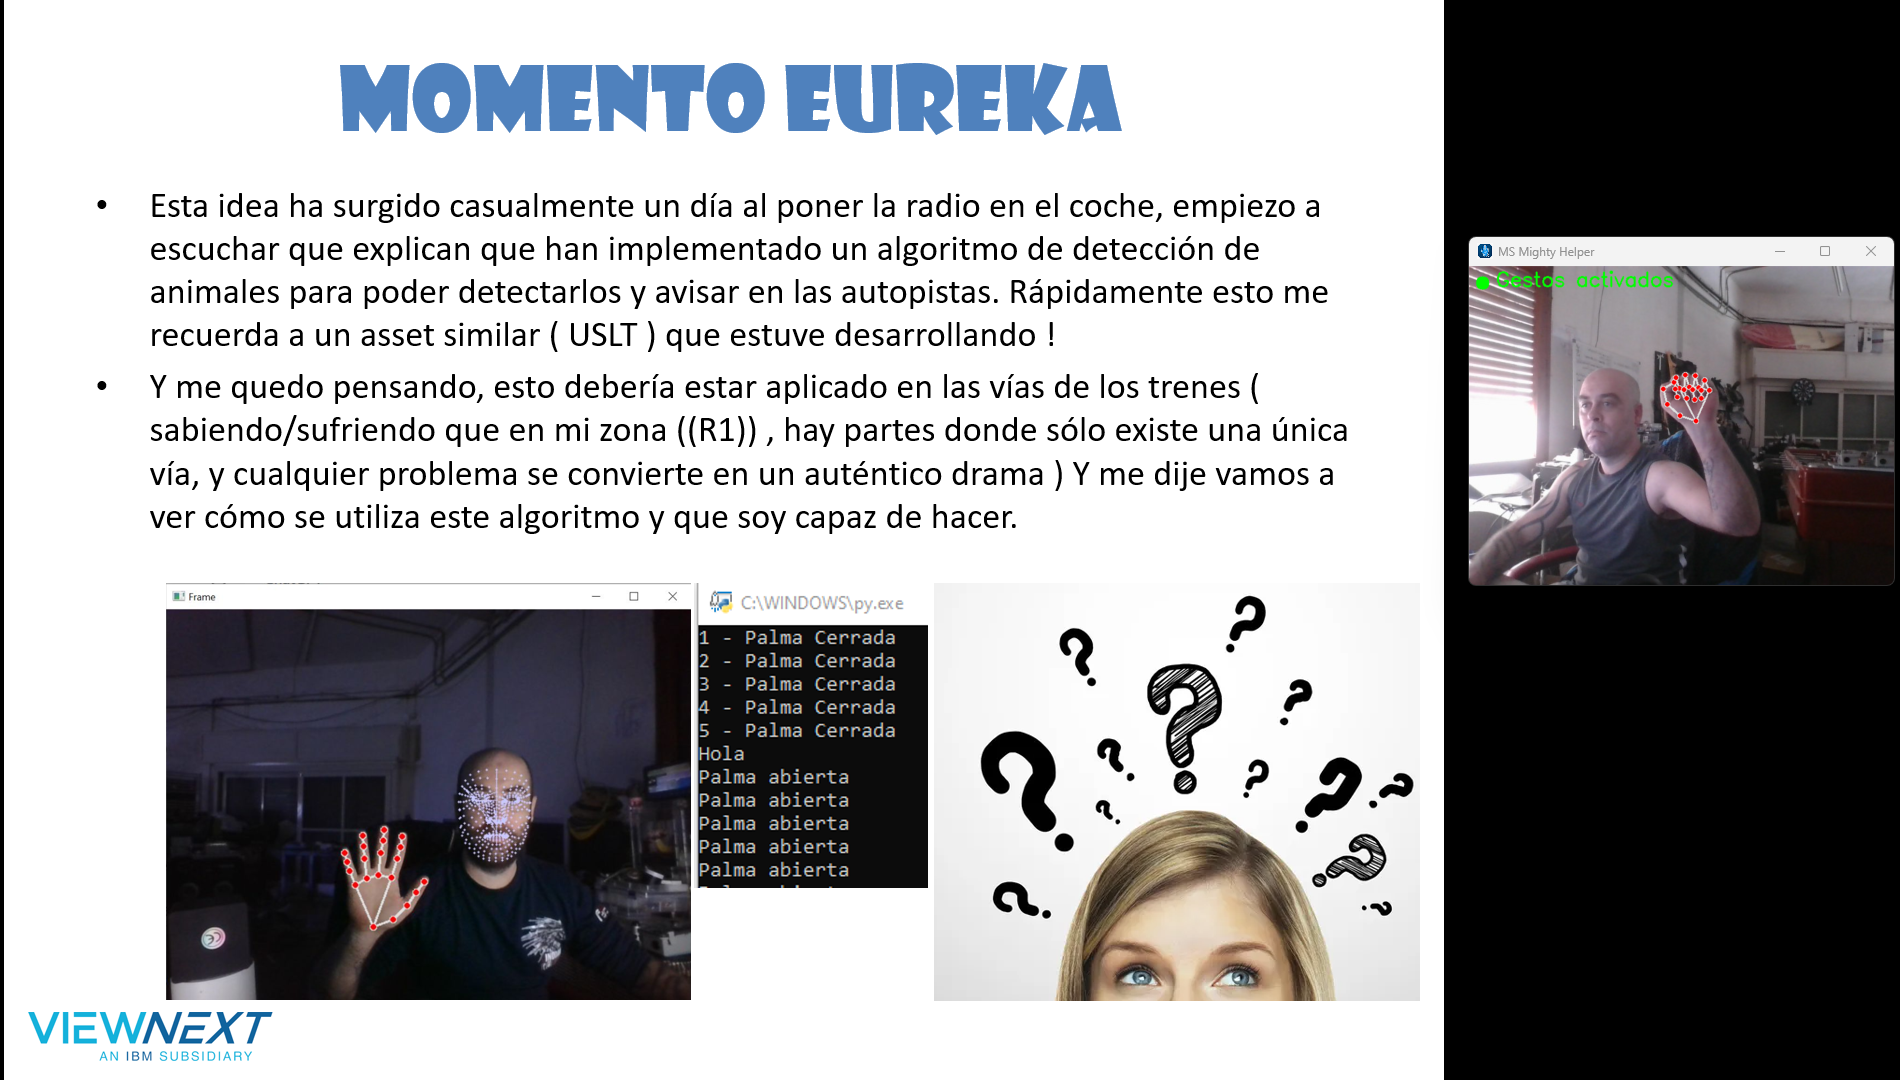 MOMENTO EUREKA
• Esta idea ha surgido casualmente un día al poner la radio en el coche, empiezo a
escuchar que explican que han implementado un algoritmo de detección de
animales para poder detectarlos y avisar en las autopistas. Rápidamente esto me
recuerda a un asset similar ( USLT ) que estuve desarrollando !
• Y me quedo pensando, esto debería estar aplicado en las vías de los trenes (
sabiendo/sufriendo que en mi zona ((R1)) , hay partes donde sólo existe una única
vía, y cualquier problema se convierte en un auténtico drama ) Y me dije vamos a
ver cómo se utiliza este algoritmo y que soy capaz de hacer.
Frame
C:\WINDOWS\py.exe
1 - Palma Cerrada
2 - Palma Cerrada
3 - Palma Cerrada
4 - Palma Cerrada
5 - Palma Cerrada
Hola
Palma abierta
Palma abierta
Palma abierta
Palma abierta
Palma abierta
VIEWNEXT
AN IBM SUBSIDIARY
MS Mighty Helper
Gestos activados